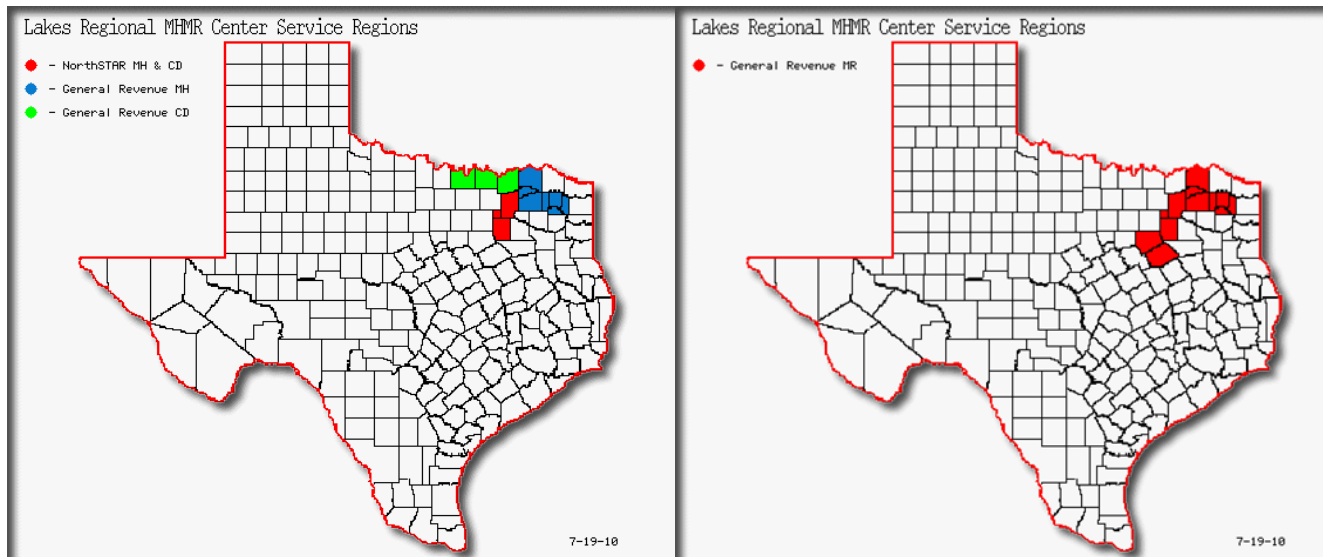 Lakes Regional MHMR Center Service Regions
- NorthSTAR MH & CD
- General Revenue MH
- General Revenue CD
7-19-10
Lakes Regional MHMR Center Service Regions
- General Revenue MR
7-19-10